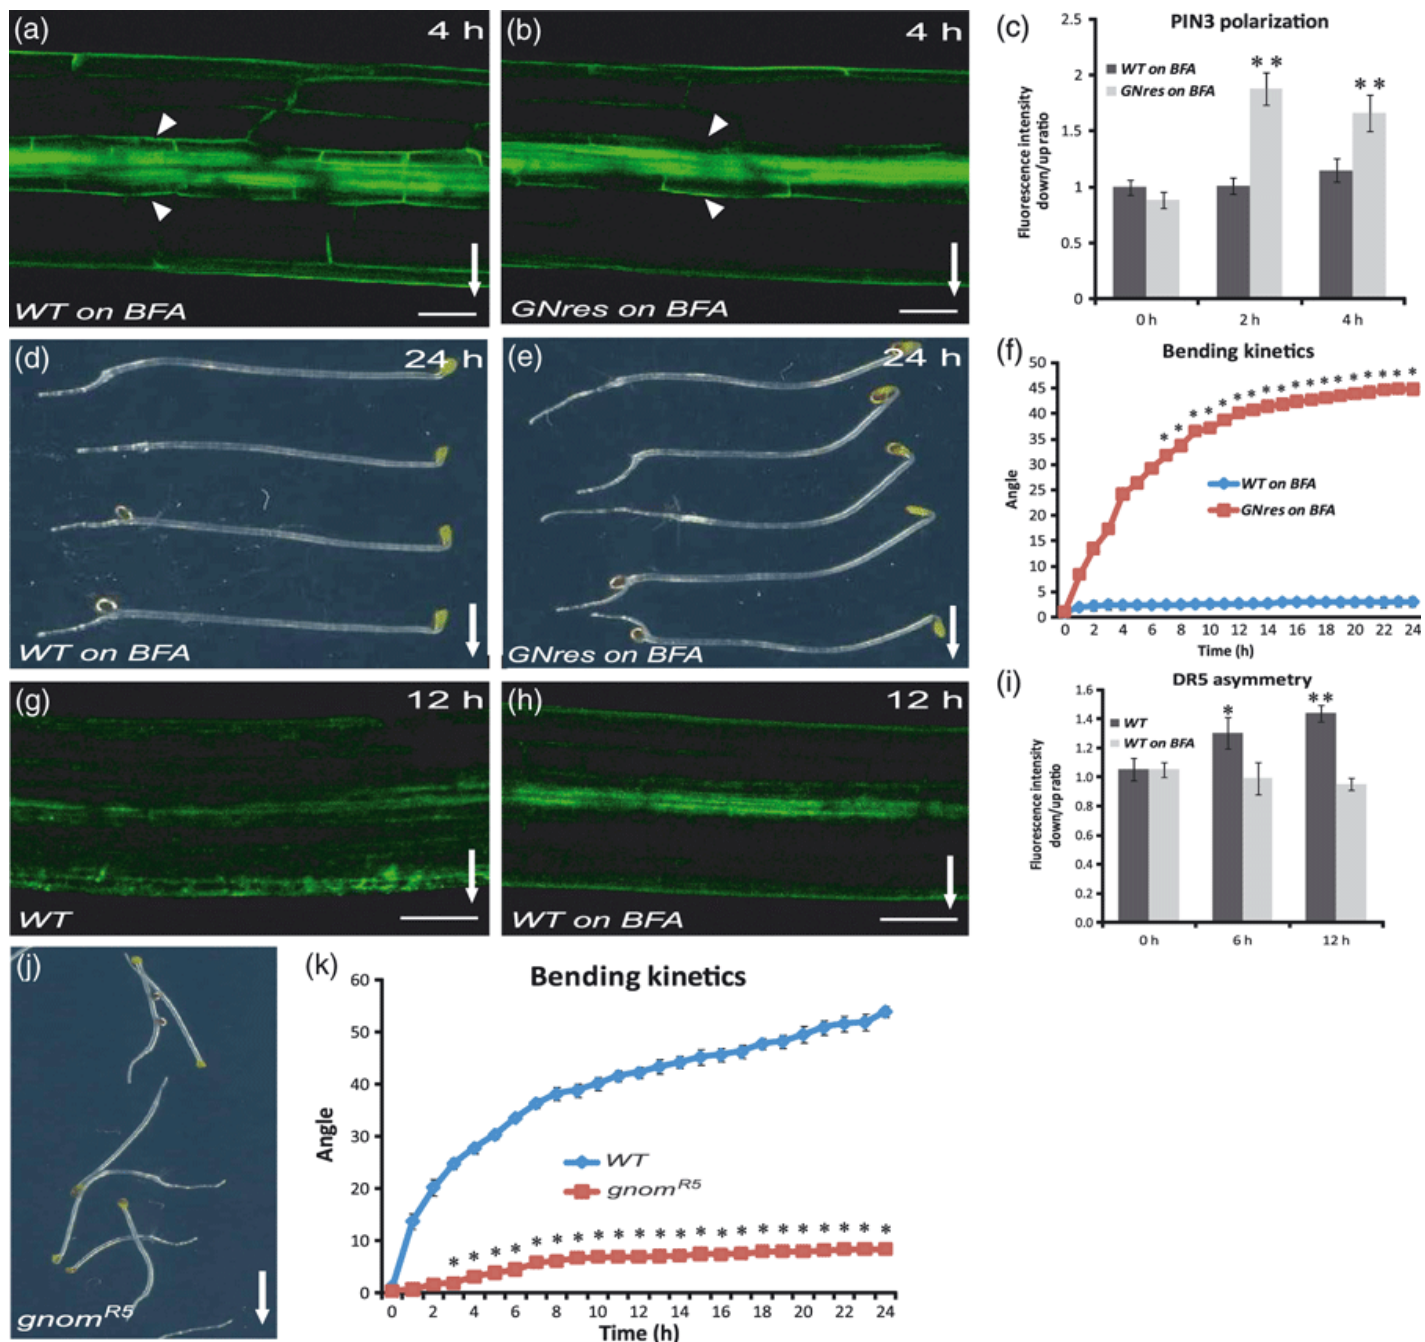 (a)
4 h
WT on BFA
(b)
4 h
GNres on BFA
(c)
PIN3 polarization
WT on BFA
GNres on BFA
Fluorescence intensity
down/up ratio
2.5
2
1.5
1
0.5
0
** **
0 h 2 h 4 h
(d)
24 h
WT on BFA
(e)
24 h
GNres on BFA
(f)
Bending kinetics
Angle
50
45
40
35
30
25
20
15
10
5
0
* * * * * * * * * * * * * * * * * *
WT on BFA
GNres on BFA
0 2 4 6 8 10 12 14 16 18 20 22 24
Time (h)
(g)
12 h
WT
(h)
12 h
WT on BFA
(i)
DR5 asymmetry
WT
WT on BFA
Fluorescence intensity
down/up ratio
1.6
1.4
1.2
1.0
0.8
0.6
0.4
0.2
0.0
* **
0 h 6 h 12 h
(j)
gnom^R5
(k)
Bending kinetics
Angle
60
50
40
30
20
10
0
WT
gnom^R5
* * * * * * * * * * * * * * * * * * * * * *
0 2 4 6 8 10 12 14 16 18 20 22 24
Time (h)